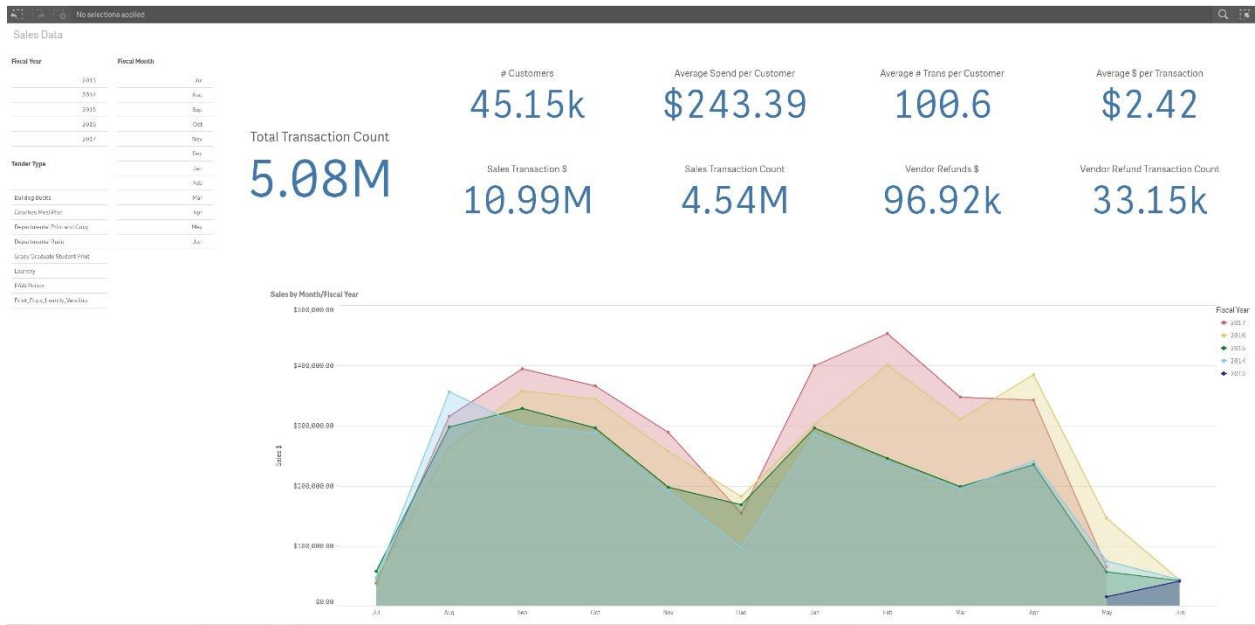 No selections applied
Sales Data
Fiscal Year
2013
2014
2015
2016
2017
Tender Type
Bulldog Bucks
Coaches Meal Plan
Departmental Print and Copy
Grady Graduate Student Print
Laundry
PAW Prints
Print_Copy_Laundry_Vending
Fiscal Month
Jul
Aug
Sep
Oct
Nov
Dec
Jan
Feb
Mar
Apr
May
Jun
Total Transaction Count
5.08M
# Customers
45.15k
Average Spend per Customer
$243.39
Average # Trans per Customer
100.6
Average $ per Transaction
$2.42
Sales Transaction $
10.99M
Sales Transaction Count
4.54M
Vendor Refunds $
96.92k
Vendor Refund Transaction Count
33.15k
Sales by Month/Fiscal Year
$500,000.00
$400,000.00
$300,000.00
$200,000.00
$100,000.00
$0.00
Sales $
Jul Aug Sep Oct Nov Dec Jan Feb Mar Apr May Jun
Fiscal Year
2017
2016
2015
2014
2013